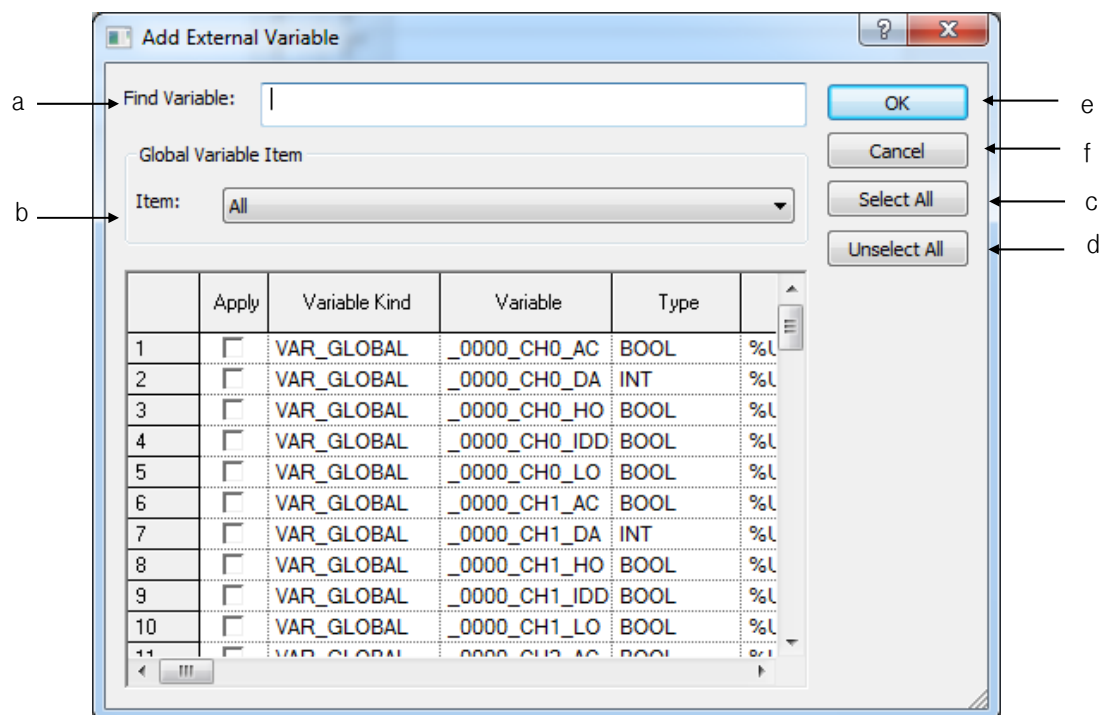 Add External Variable
a Find Variable: OK e
Global Variable Item Cancel f
b Item: All Select All c
Unselect All d
Apply Variable Kind Variable Type
1 VAR_GLOBAL _0000_CH0_AC BOOL
2 VAR_GLOBAL _0000_CH0_DA INT
3 VAR_GLOBAL _0000_CH0_HO BOOL
4 VAR_GLOBAL _0000_CH0_IDD BOOL
5 VAR_GLOBAL _0000_CH0_LO BOOL
6 VAR_GLOBAL _0000_CH1_AC BOOL
7 VAR_GLOBAL _0000_CH1_DA INT
8 VAR_GLOBAL _0000_CH1_HO BOOL
9 VAR_GLOBAL _0000_CH1_IDD BOOL
10 VAR_GLOBAL _0000_CH1_LO BOOL